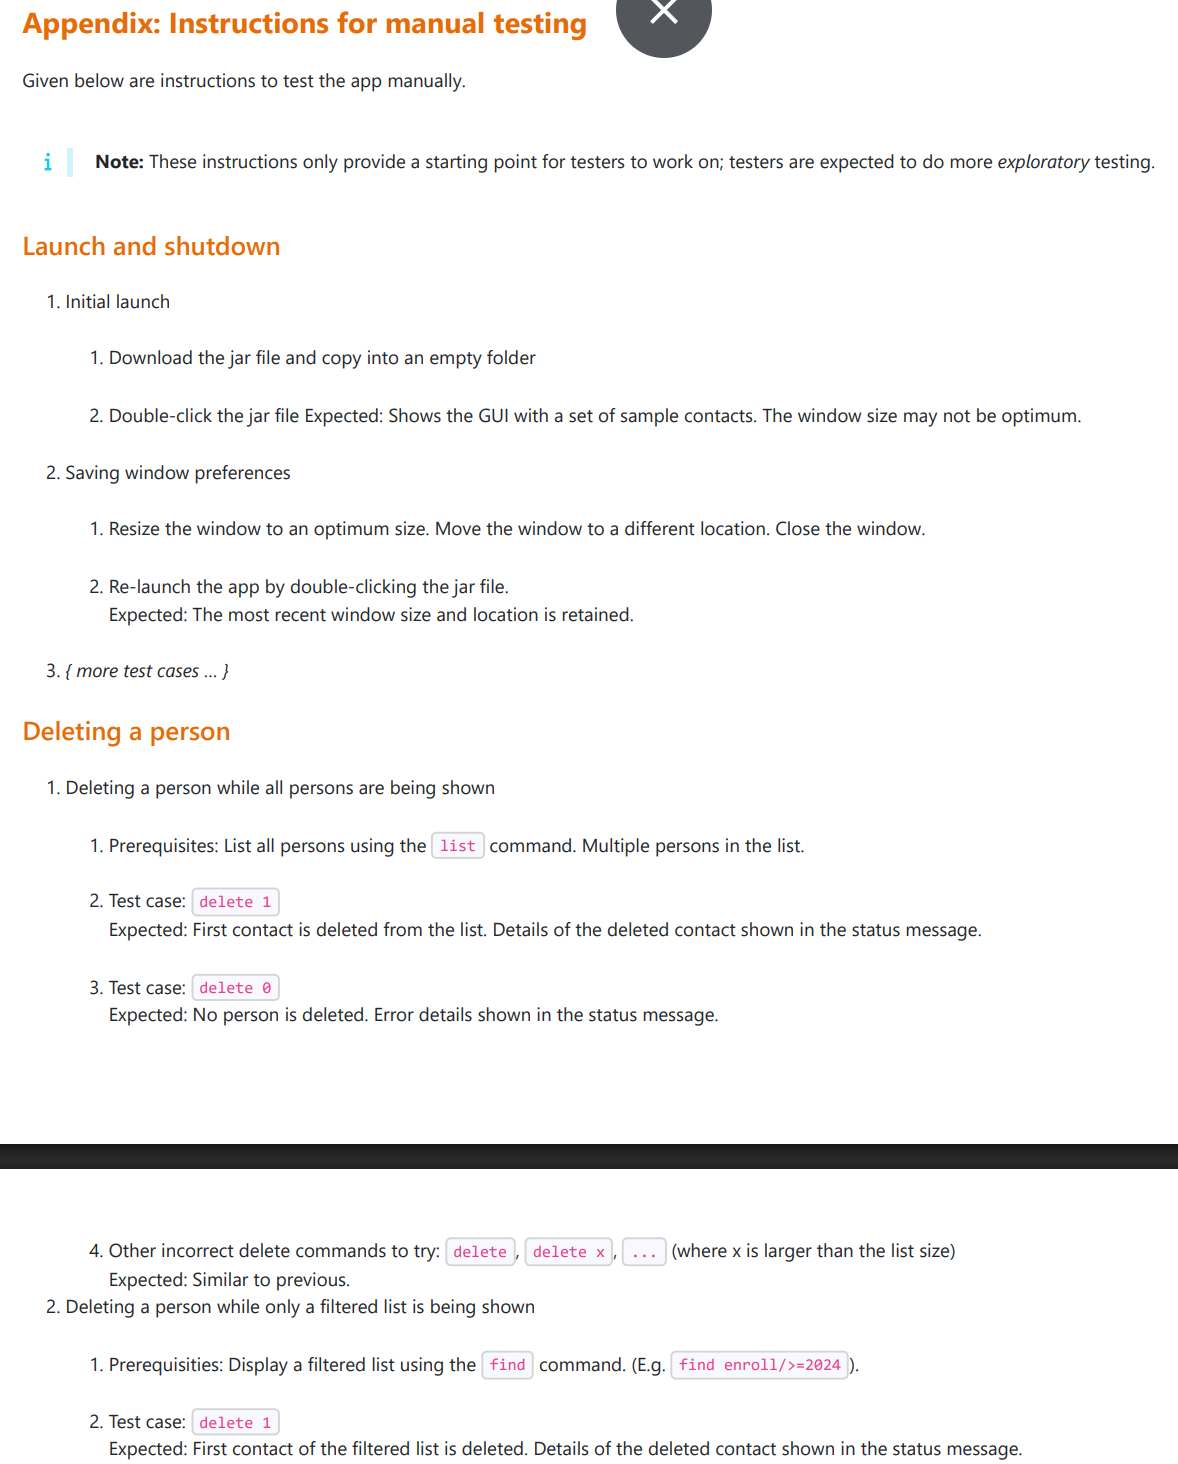 Appendix: Instructions for manual testing
Given below are instructions to test the app manually.
i Note: These instructions only provide a starting point for testers to work on; testers are expected to do more exploratory testing.
Launch and shutdown
1. Initial launch
1. Download the jar file and copy into an empty folder
2. Double-click the jar file Expected: Shows the GUI with a set of sample contacts. The window size may not be optimum.
2. Saving window preferences
1. Resize the window to an optimum size. Move the window to a different location. Close the window.
2. Re-launch the app by double-clicking the jar file.
Expected: The most recent window size and location is retained.
3. { more test cases … }
Deleting a person
1. Deleting a person while all persons are being shown
1. Prerequisites: List all persons using the list command. Multiple persons in the list.
2. Test case: delete 1
Expected: First contact is deleted from the list. Details of the deleted contact shown in the status message.
3. Test case: delete 0
Expected: No person is deleted. Error details shown in the status message.
4. Other incorrect delete commands to try: delete, delete x, ... (where x is larger than the list size)
Expected: Similar to previous.
2. Deleting a person while only a filtered list is being shown
1. Prerequisities: Display a filtered list using the find command. (E.g. find enroll/>=2024).
2. Test case: delete 1
Expected: First contact of the filtered list is deleted. Details of the deleted contact shown in the status message.